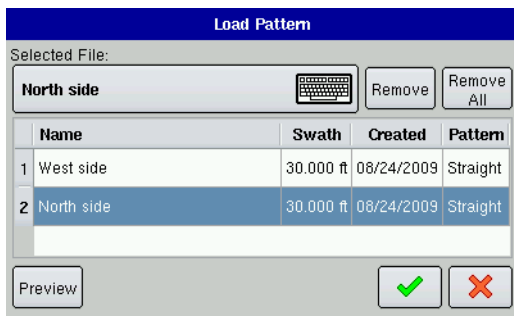 Load Pattern
Selected File:
North side
Remove
Remove All
Name Swath Created Pattern
1 West side 30.000 ft 08/24/2009 Straight
2 North side 30.000 ft 08/24/2009 Straight
Preview